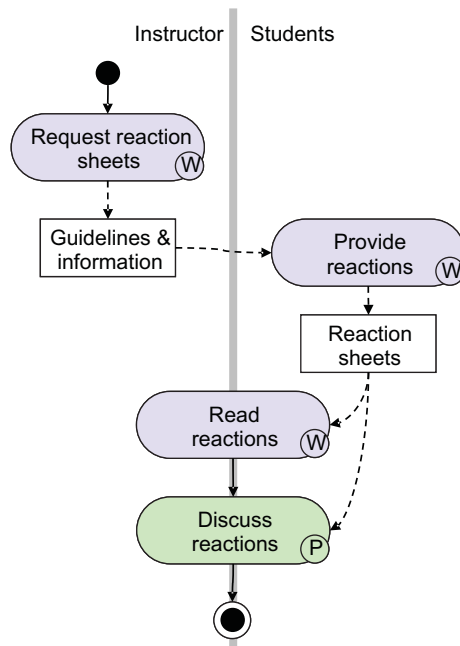 Instructor
Students
Request reaction
sheets
W
Guidelines &
information
Provide
reactions
W
Reaction
sheets
Read
reactions
W
Discuss
reactions
P